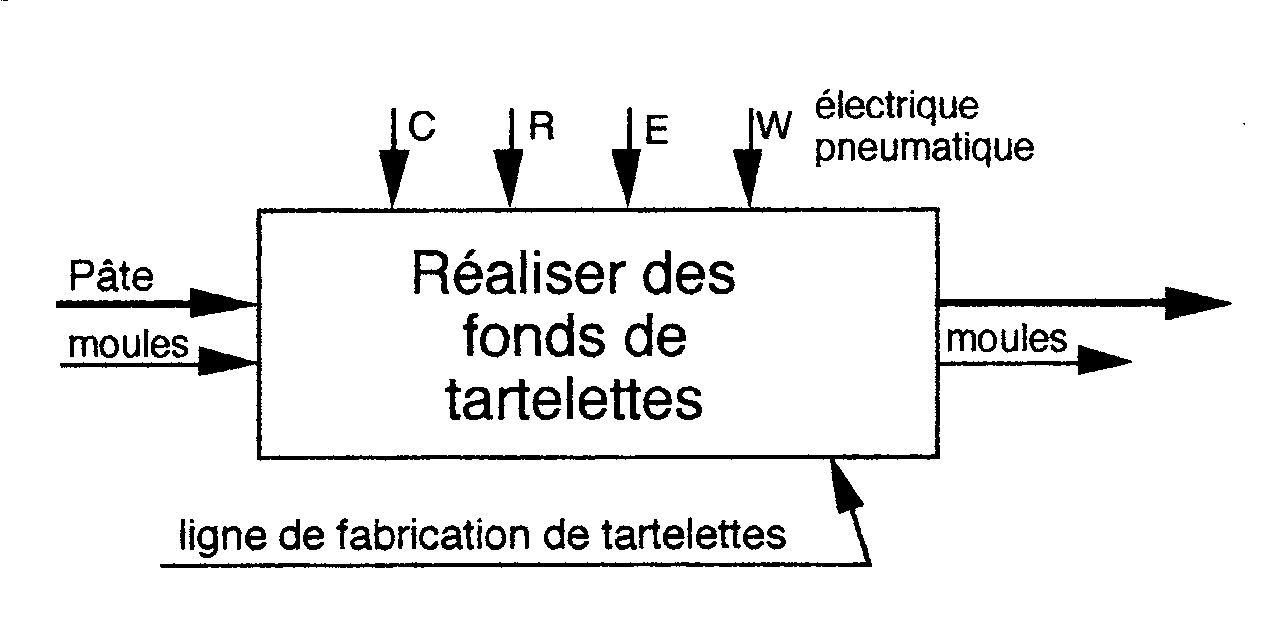 C R E W électrique
pneumatique
Pâte
moules
Réaliser des
fonds de
tartelettes
moules
ligne de fabrication de tartelettes